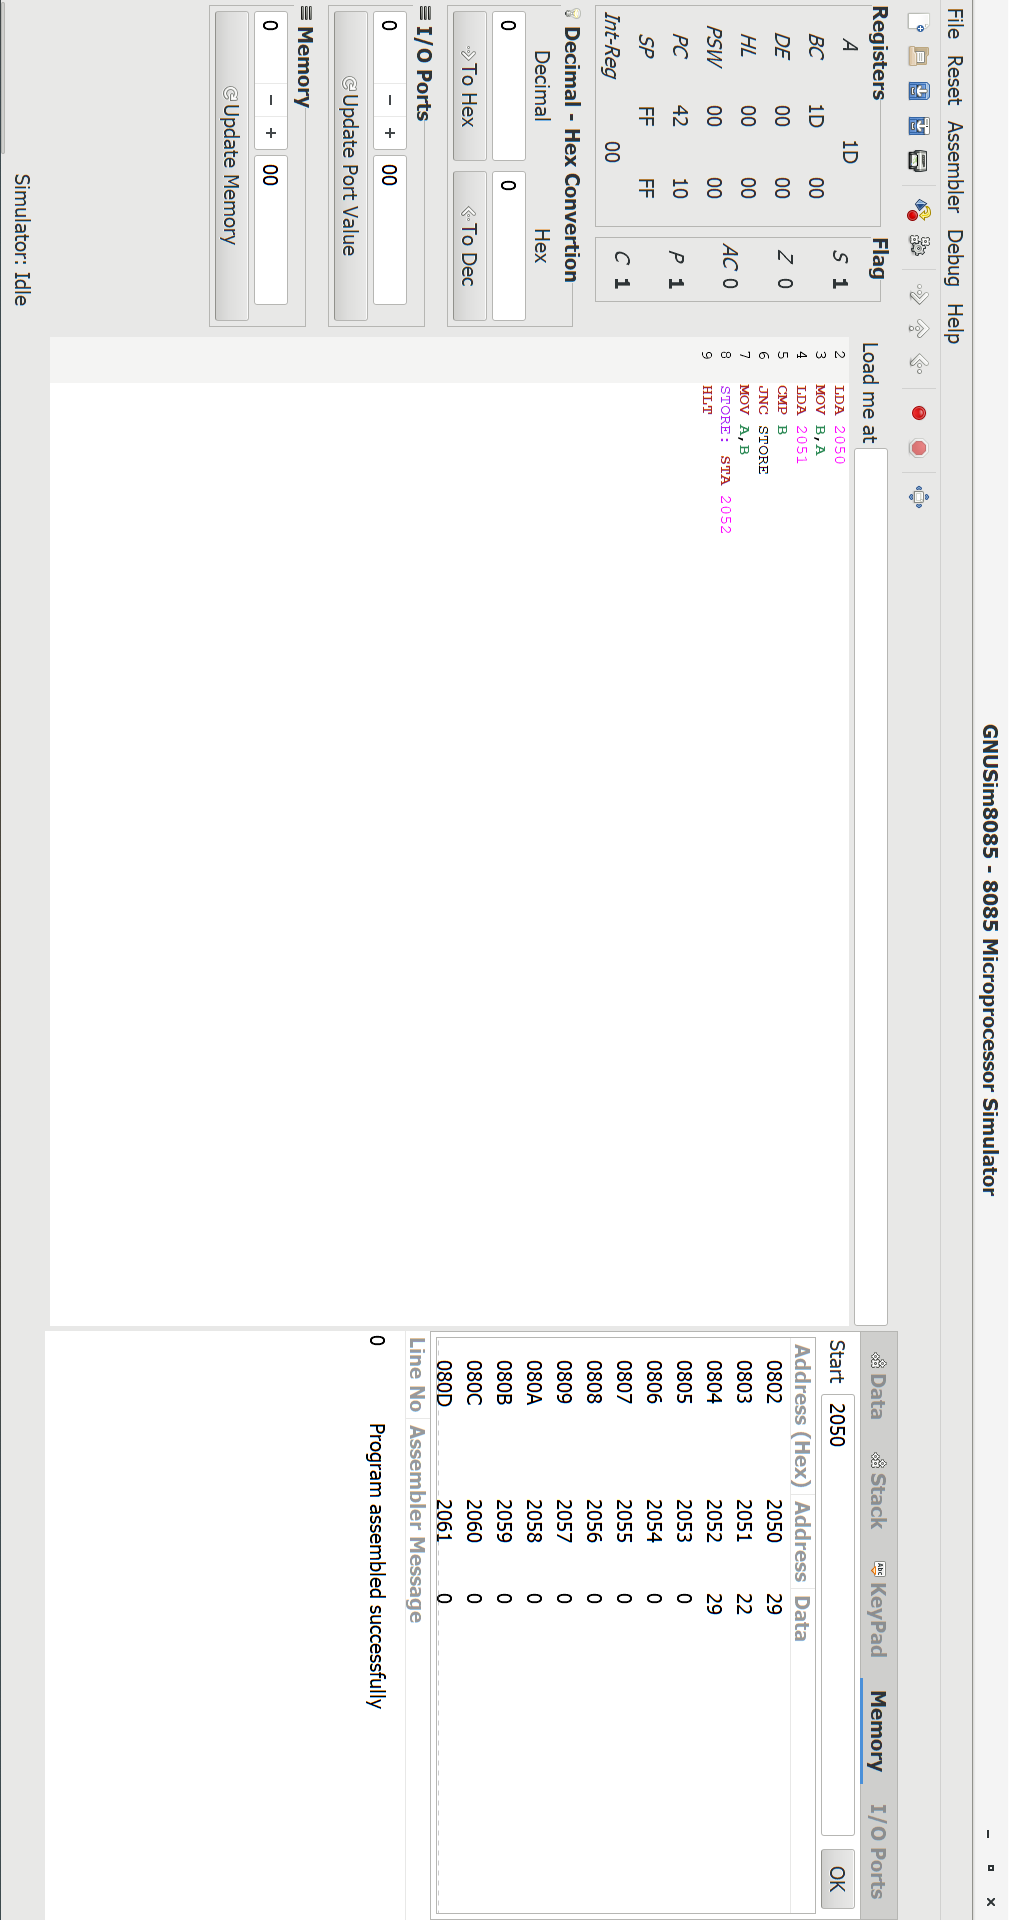 GNUSim8085 - 8085 Microprocessor Simulator
File Reset Assembler Debug Help
Registers
A 1D
BC 1D 00
DE 00 00
HL 00 00
PSW 00 00
PC 42 10
SP FF FF
Int-Reg 00
Flag
S 1
Z 0
AC 0
P 1
C 1
Decimal - Hex Convertion
Decimal Hex
0 0
To Hex To Dec
I/O Ports
0 − + 00
Update Port Value
Memory
0 − + 00
Update Memory
Load me at
2 LDA 2050
3 MOV B,A
4 LDA 2051
5 CMP B
6 JNC STORE
7 MOV A,B
8 STORE: STA 2052
9 HLT
Data Stack KeyPad Memory I/O Ports
Start 2050 OK
Address (Hex) Address Data
0802 2050 29
0803 2051 22
0804 2052 29
0805 2053 0
0806 2054 0
0807 2055 0
0808 2056 0
0809 2057 0
080A 2058 0
080B 2059 0
080C 2060 0
080D 2061 0
Line No Assembler Message
0 Program assembled successfully
Simulator: Idle